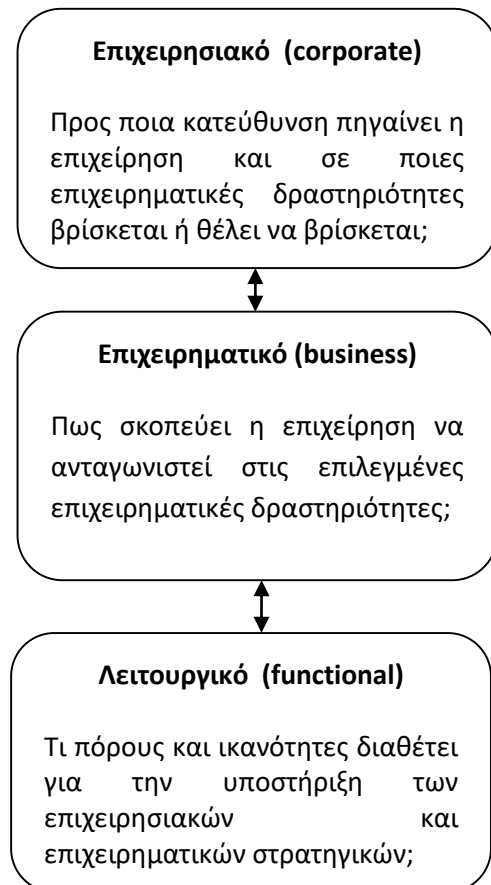 Επιχειρησιακό (corporate)
Προς ποια κατεύθυνση πηγαίνει η
επιχείρηση και σε ποιες
επιχειρηματικές δραστηριότητες
βρίσκεται ή θέλει να βρίσκεται;
Επιχειρηματικό (business)
Πως σκοπεύει η επιχείρηση να
ανταγωνιστεί στις επιλεγμένες
επιχειρηματικές δραστηριότητες;
Λειτουργικό (functional)
Τι πόρους και ικανότητες διαθέτει
για την υποστήριξη των
επιχειρησιακών και
επιχειρηματικών στρατηγικών;